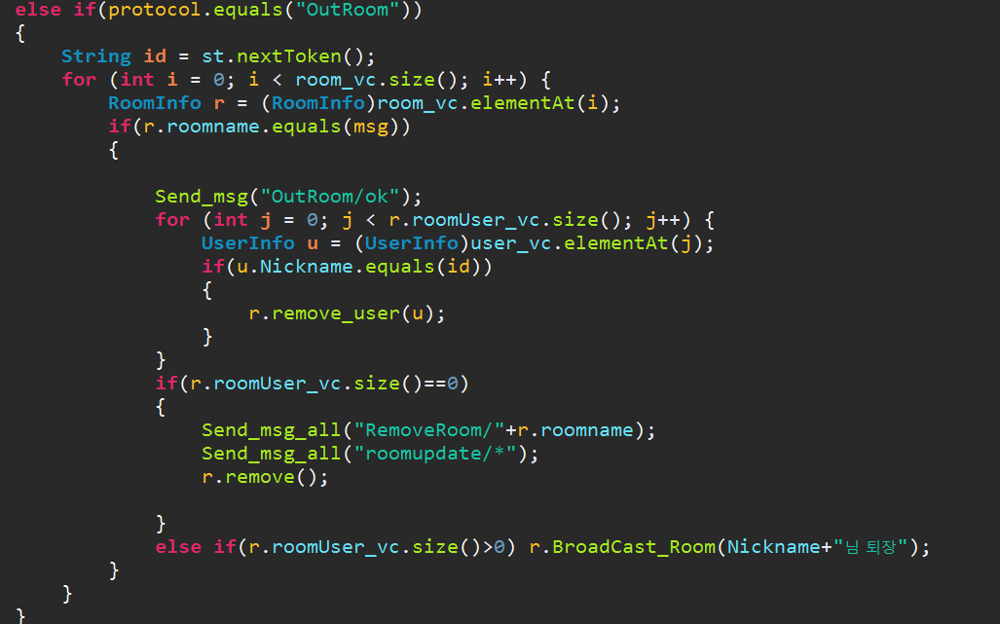 else if(protocol.equals("OutRoom"))
{
    String id = st.nextToken();
    for (int i = 0; i < room_vc.size(); i++) {
        RoomInfo r = (RoomInfo)room_vc.elementAt(i);
        if(r.roomname.equals(msg))
        {

            Send_msg("OutRoom/ok");
            for (int j = 0; j < r.roomUser_vc.size(); j++) {
                UserInfo u = (UserInfo)user_vc.elementAt(j);
                if(u.Nickname.equals(id))
                {
                    r.remove_user(u);
                }
            }
            if(r.roomUser_vc.size()==0)
            {
                Send_msg_all("RemoveRoom/"+r.roomname);
                Send_msg_all("roomupdate/*");
                r.remove();

            }
            else if(r.roomUser_vc.size()>0) r.BroadCast_Room(Nickname+"님 퇴장");
        }
    }
}